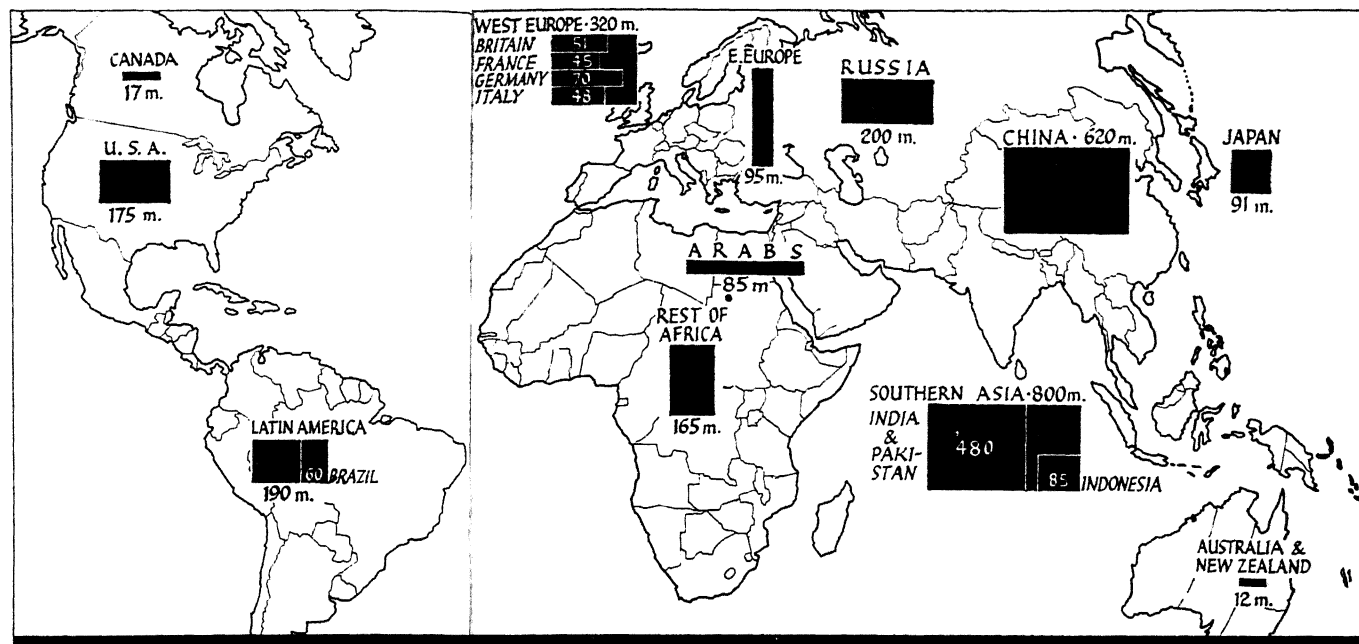 CANADA
17 m.
U. S. A.
175 m.
LATIN AMERICA
60 BRAZIL
190 m.
WEST EUROPE · 320 m.
BRITAIN 51
FRANCE 45
GERMANY 70
ITALY 48
E. EUROPE
95 m.
RUSSIA
200 m.
CHINA · 620 m.
JAPAN
91 m.
ARABS
85 m
REST OF
AFRICA
165 m.
SOUTHERN ASIA · 800 m.
INDIA
&
PAKI-
STAN
480
85 INDONESIA
AUSTRALIA &
NEW ZEALAND
12 m.